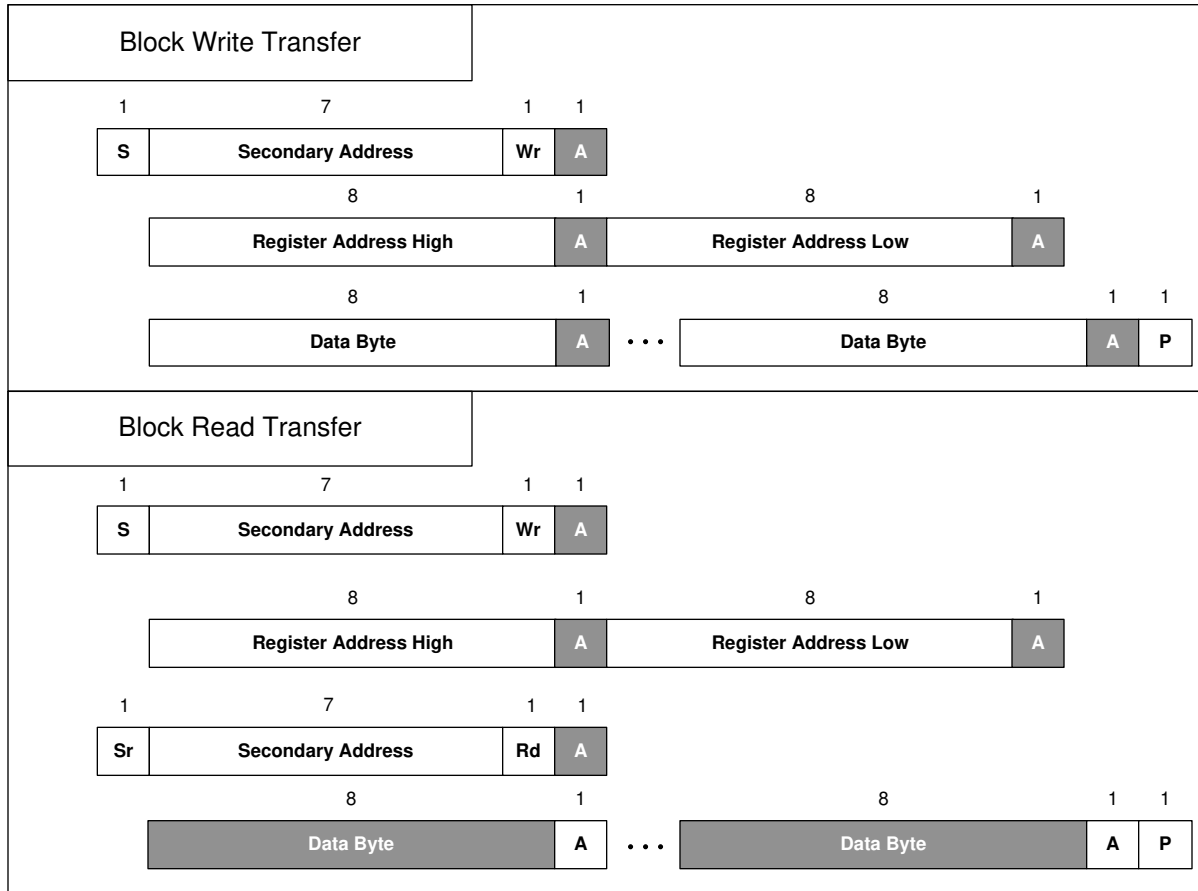 Block Write Transfer
1 7 1 1
S Secondary Address Wr A
8 1 8 1
Register Address High A Register Address Low A
8 1 8 1 1
Data Byte A • • • Data Byte A P
Block Read Transfer
1 7 1 1
S Secondary Address Wr A
8 1 8 1
Register Address High A Register Address Low A
1 7 1 1
Sr Secondary Address Rd A
8 1 8 1 1
Data Byte A • • • Data Byte A P